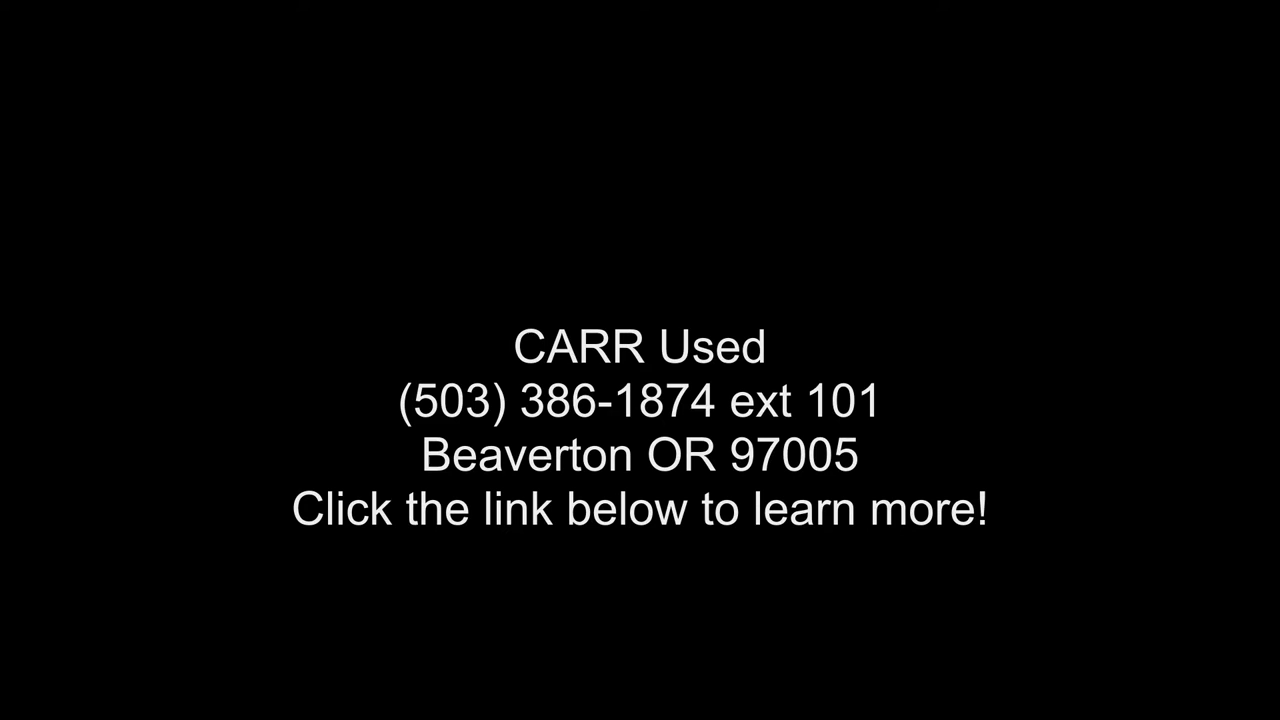 CARR Used
(503) 386-1874 ext 101
Beaverton OR 97005
Click the link below to learn more!